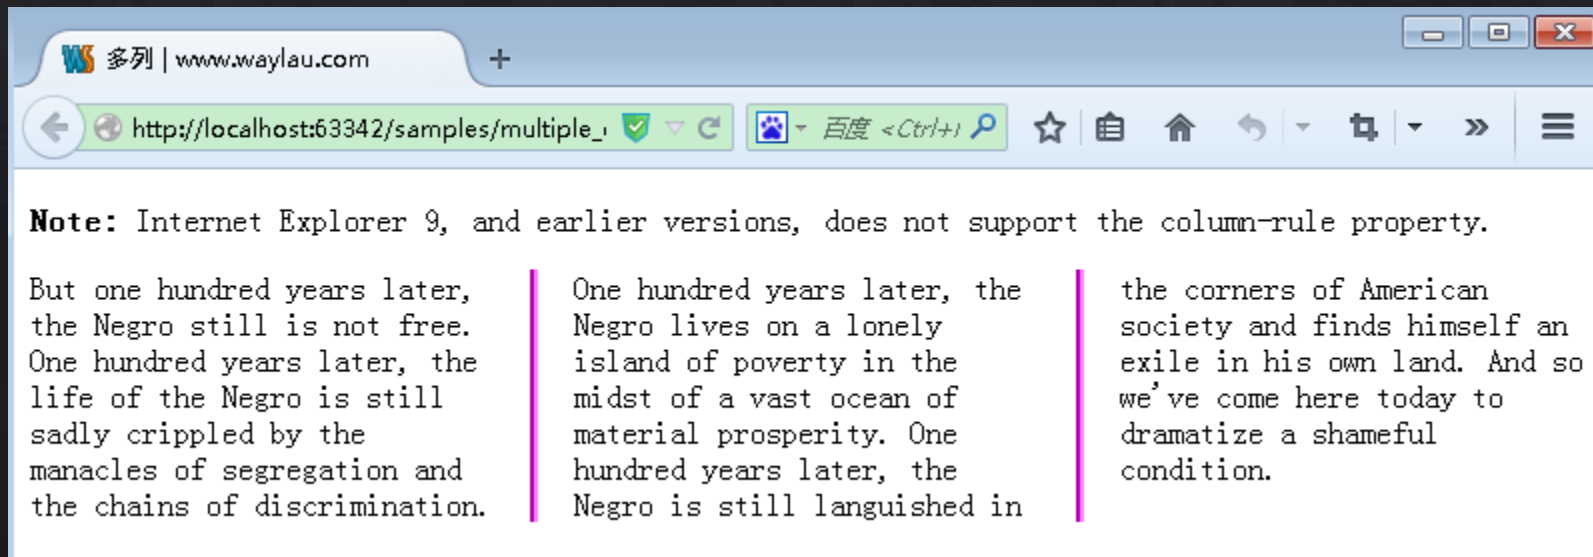 多列 | www.waylau.com
http://localhost:63342/samples/multiple_
百度 <Ctrl+
Note: Internet Explorer 9, and earlier versions, does not support the column-rule property.
But one hundred years later,
the Negro still is not free.
One hundred years later, the
life of the Negro is still
sadly crippled by the
manacles of segregation and
the chains of discrimination.
One hundred years later, the
Negro lives on a lonely
island of poverty in the
midst of a vast ocean of
material prosperity. One
hundred years later, the
Negro is still languished in
the corners of American
society and finds himself an
exile in his own land. And so
we've come here today to
dramatize a shameful
condition.